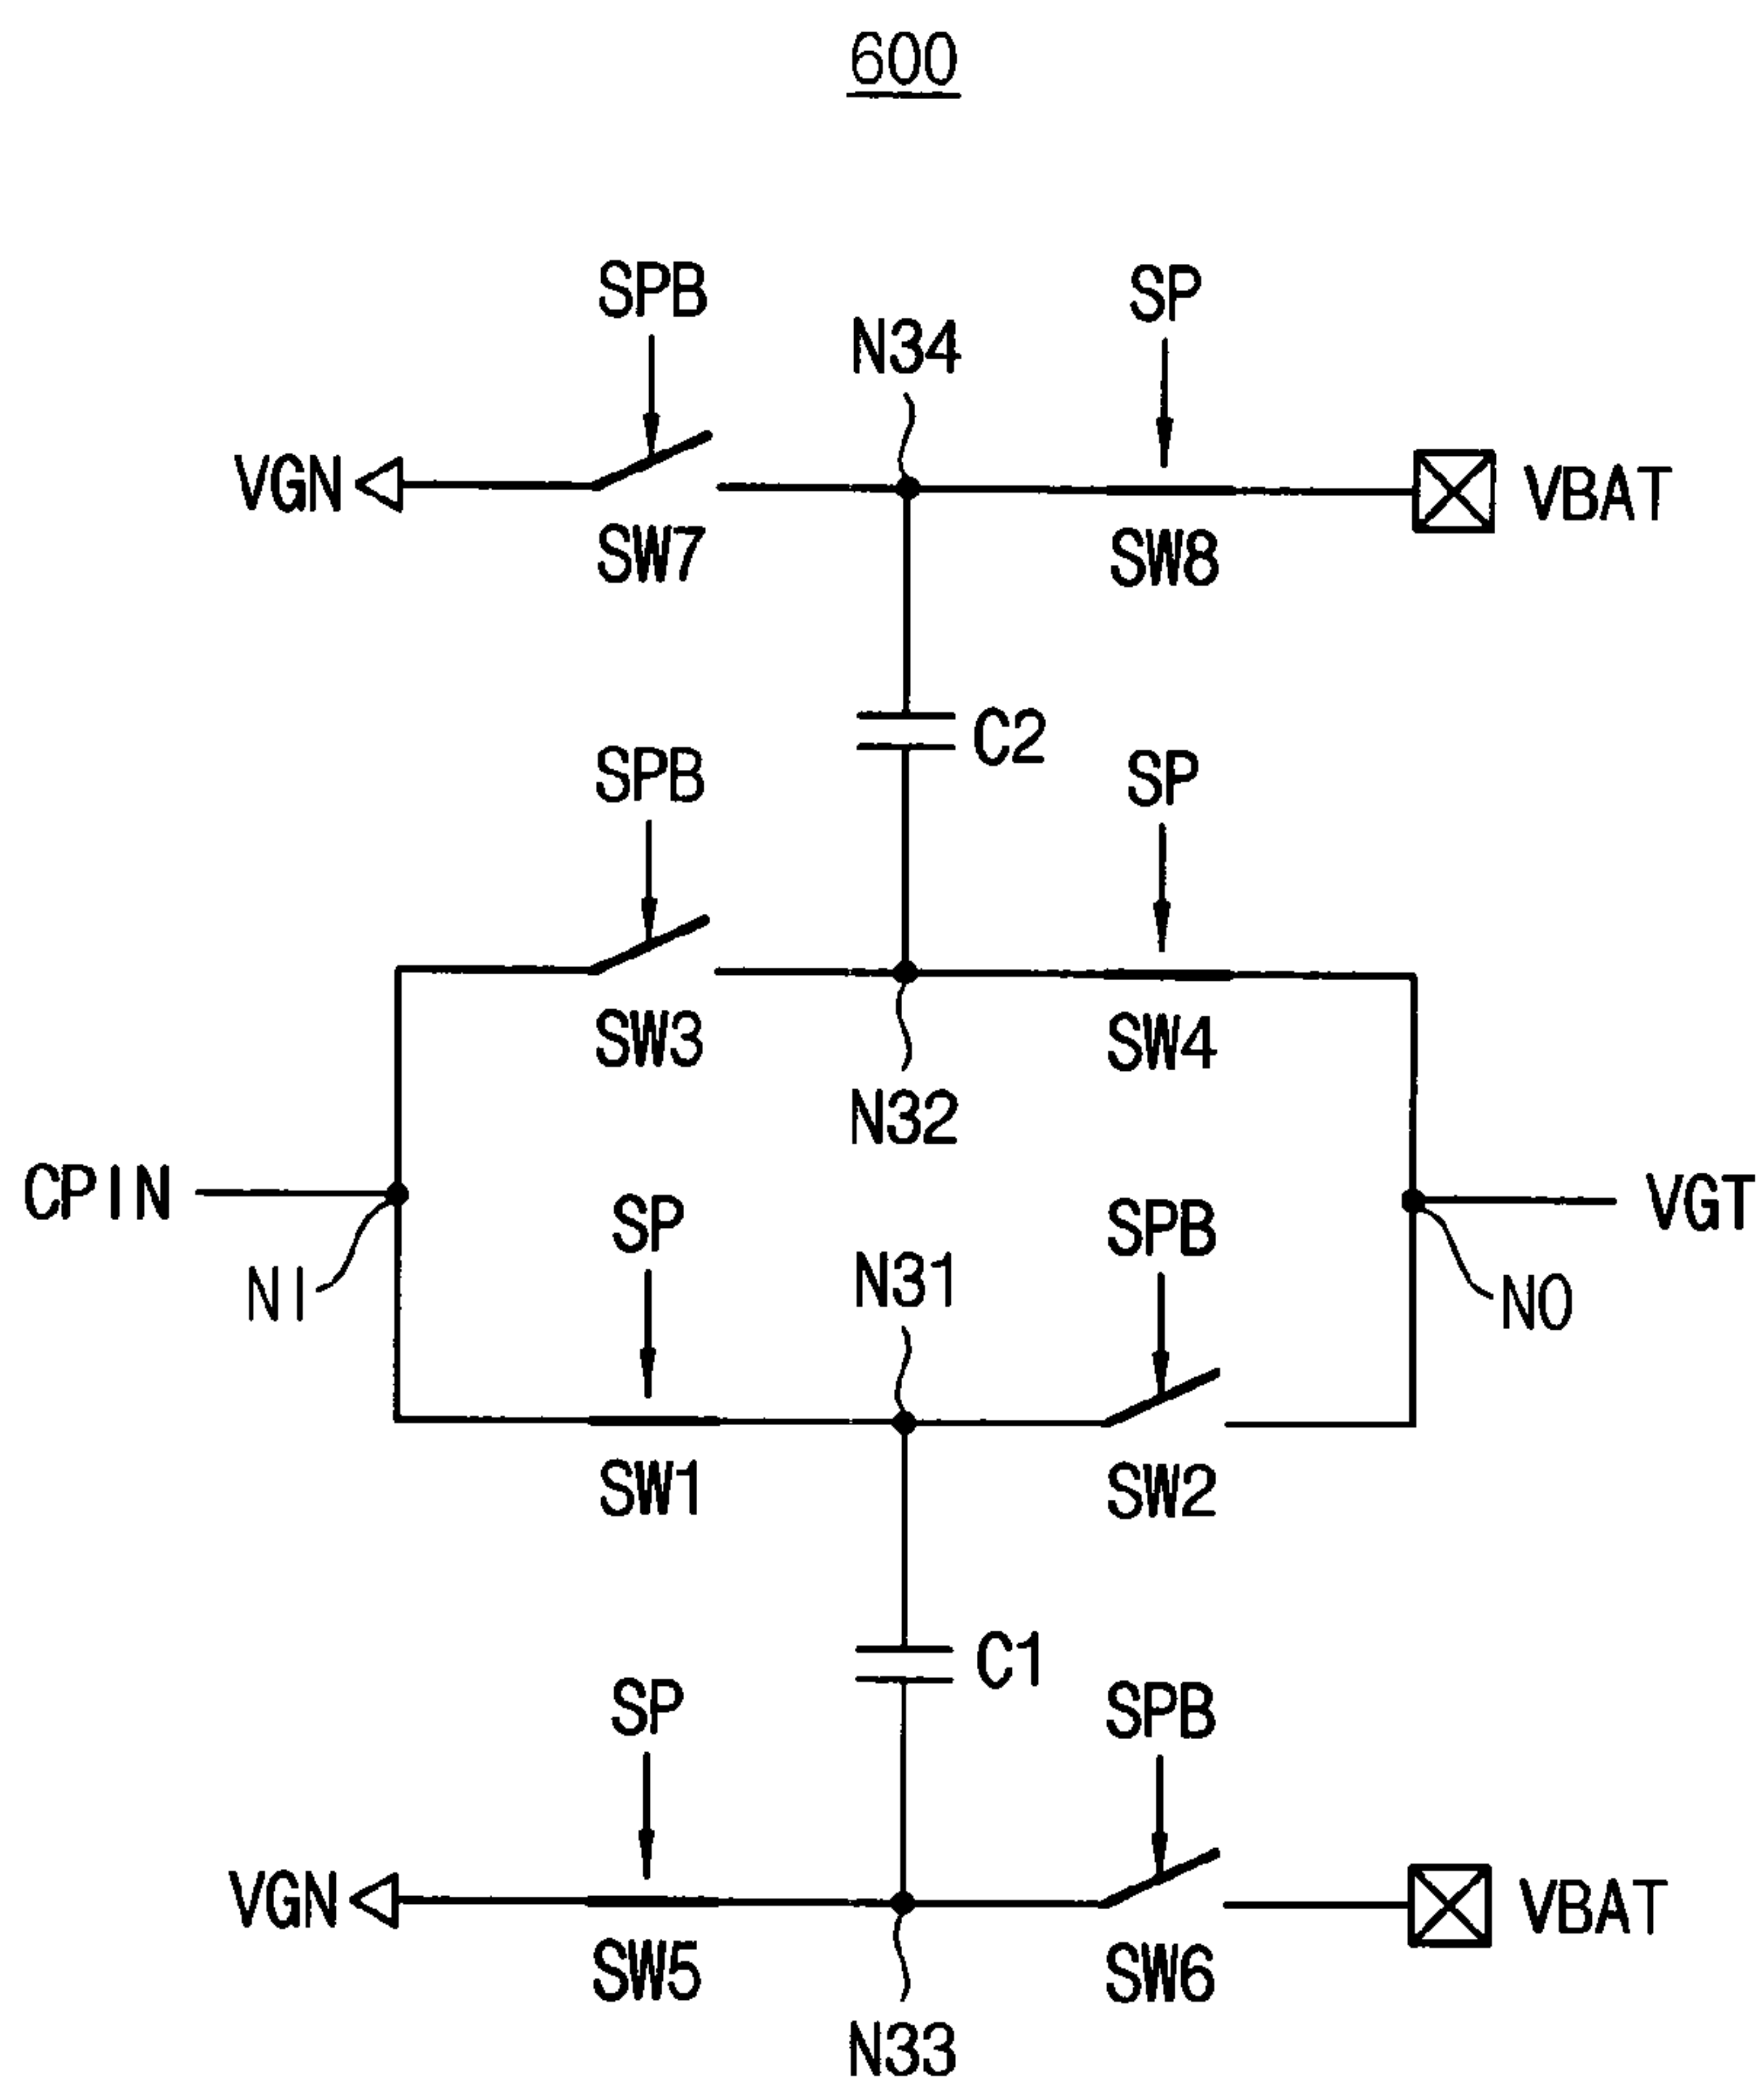 600
SPB
SP
N34
VGN
VBAT
SW7
SW8
C2
SPB
SP
SW3
SW4
N32
CPIN
SP
SPB
VGT
N31
NI
NO
SW1
SW2
C1
SP
SPB
VGN
VBAT
SW5
SW6
N33